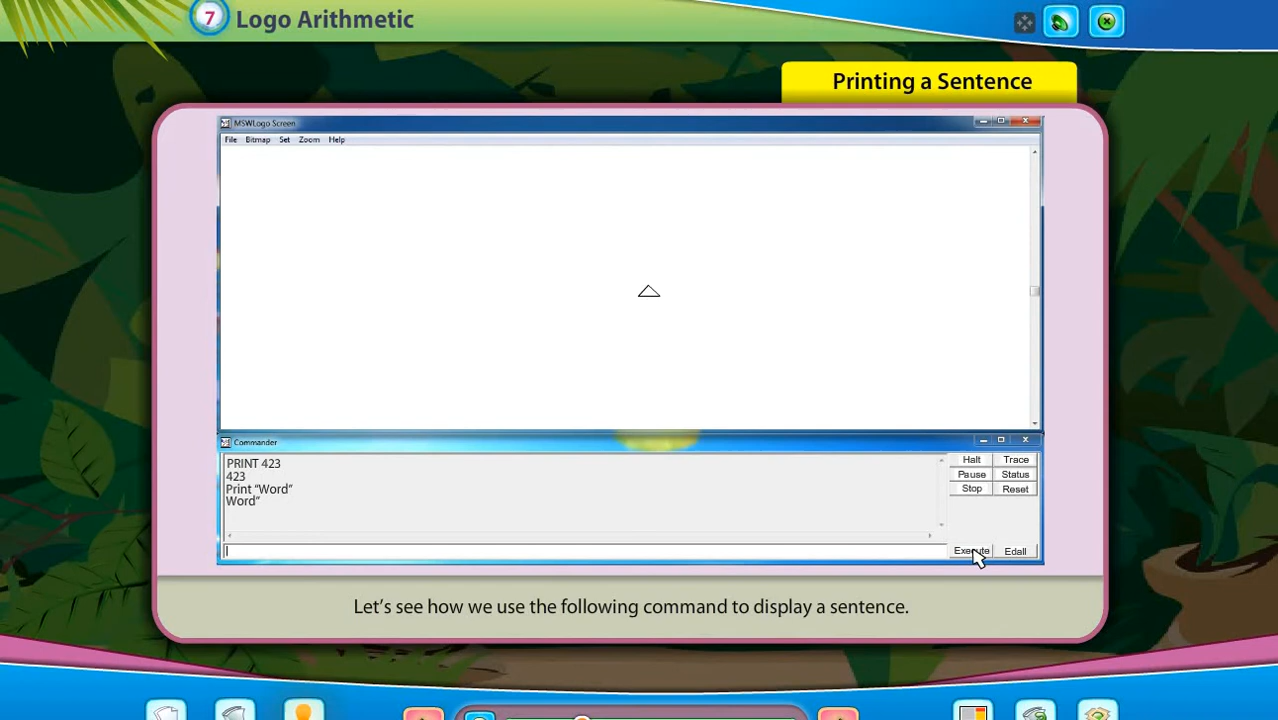 7 Logo Arithmetic
Printing a Sentence
MSWLogo Screen
File Bitmap Set Zoom Help
Commander
PRINT 423
423
Print “Word”
Word”
Halt Trace
Pause Status
Stop Reset
Execute Edall
Let’s see how we use the following command to display a sentence.